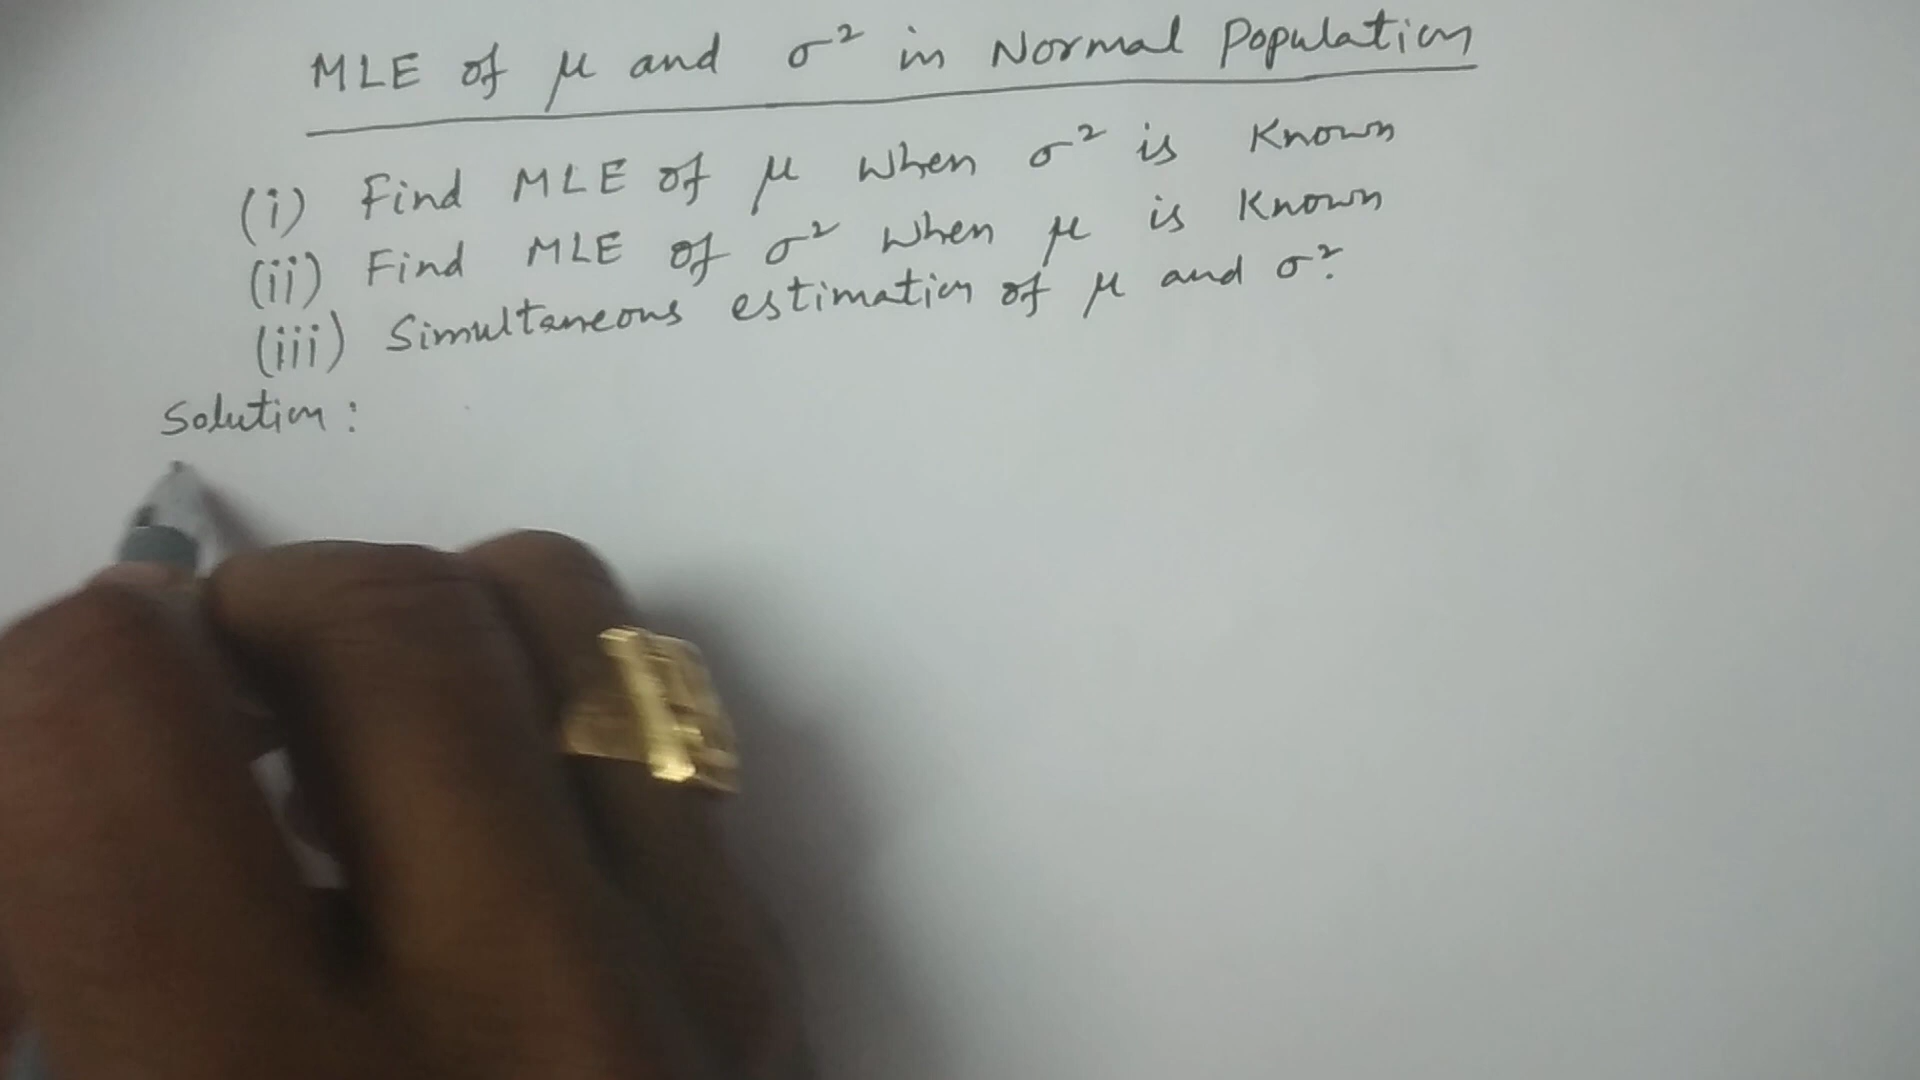 MLE of μ and σ² in Normal Population
(i) Find MLE of μ when σ² is known
(ii) Find MLE of σ² when μ is known
(iii) Simultaneous estimation of μ and σ².
Solution: